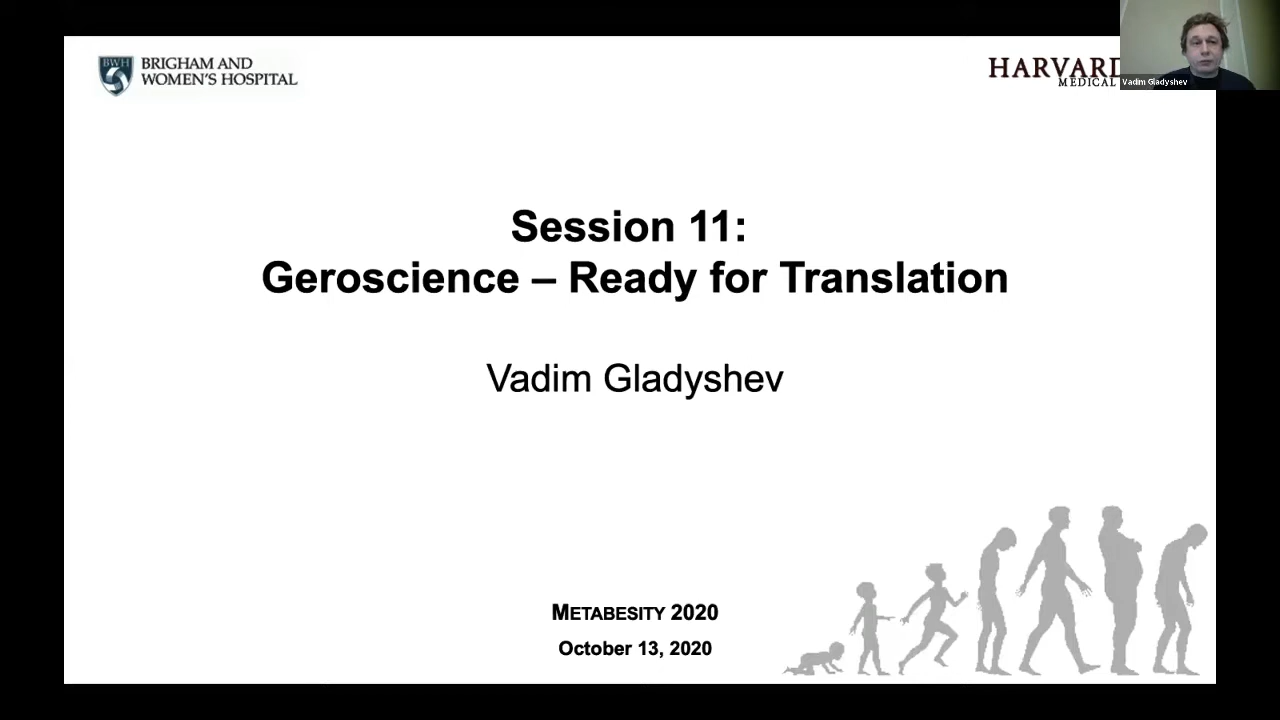 BWH
BRIGHAM AND
WOMEN'S HOSPITAL
HARVARD
MEDICAL
Vadim Gladyshev
Session 11:
Geroscience – Ready for Translation
Vadim Gladyshev
METABESITY 2020
October 13, 2020